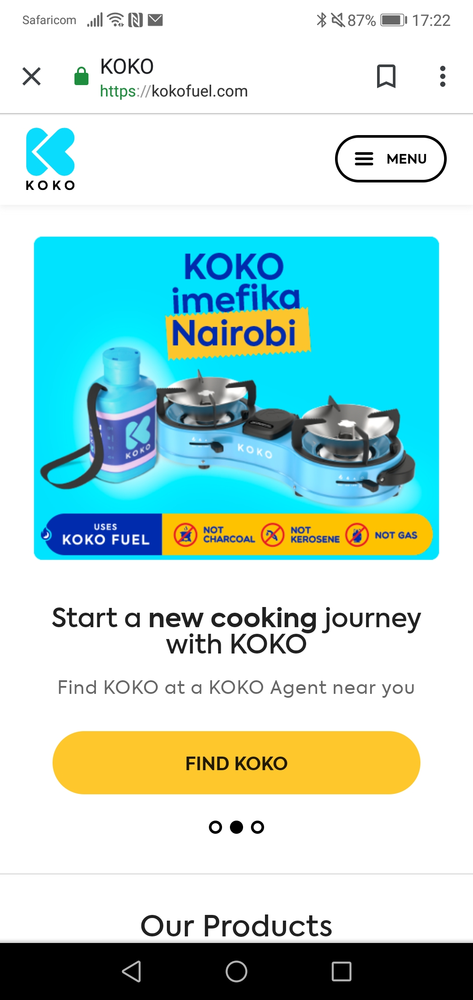 Safaricom 87% 17:22
KOKO
https://kokofuel.com
KOKO
MENU
KOKO
imefika
Nairobi
KOKO
KOKO
USES
KOKO FUEL
NOT
CHARCOAL
NOT
KEROSENE
NOT GAS
Start a new cooking journey
with KOKO
Find KOKO at a KOKO Agent near you
FIND KOKO
Our Products